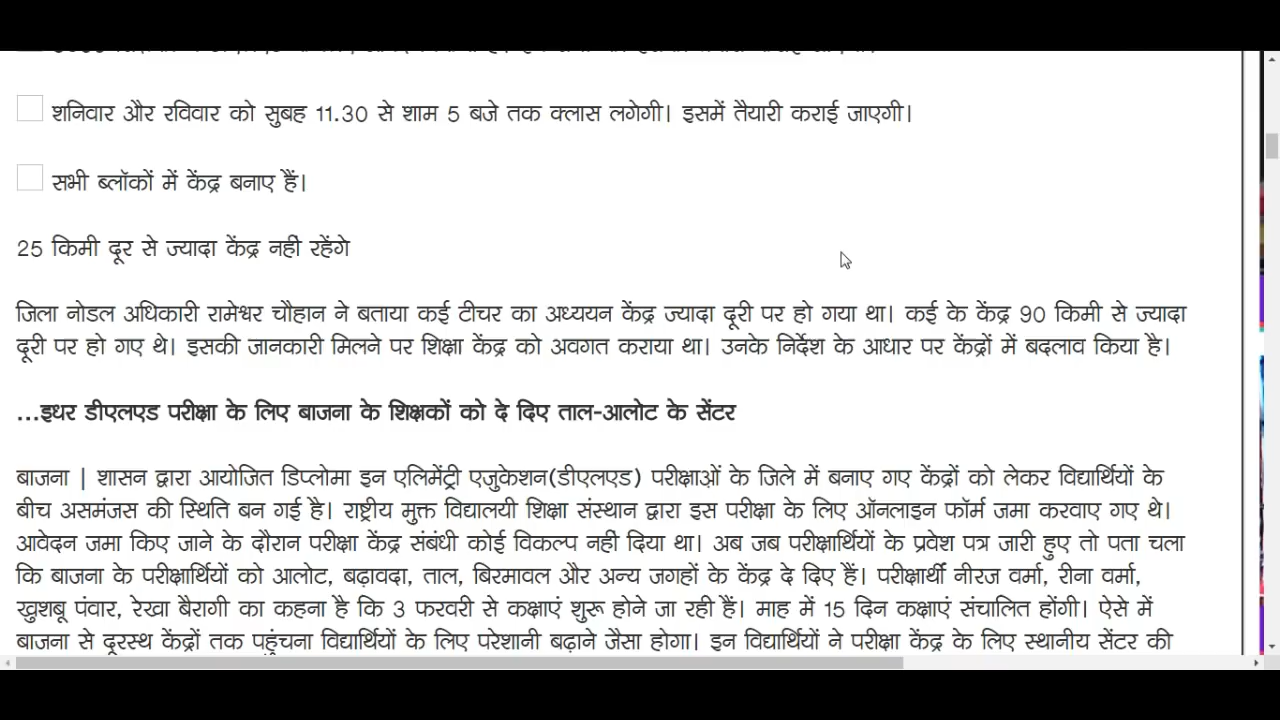 शनिवार और रविवार को सुबह 11.30 से शाम 5 बजे तक क्लास लगेगी। इसमें तैयारी कराई जाएगी।
सभी ब्लॉकों में केंद्र बनाए हैं।
25 किमी दूर से ज्यादा केंद्र नहीं रहेंगे
जिला नोडल अधिकारी रामेश्वर चौहान ने बताया कई टीचर का अध्ययन केंद्र ज्यादा दूरी पर हो गया था। कई के केंद्र 90 किमी से ज्यादा
दूरी पर हो गए थे। इसकी जानकारी मिलने पर शिक्षा केंद्र को अवगत कराया था। उनके निर्देश के आधार पर केंद्रों में बदलाव किया है।
...इधर डीएलएड परीक्षा के लिए बाजना के शिक्षकों को दे दिए ताल-आलोट के सेंटर
बाजना | शासन द्वारा आयोजित डिप्लोमा इन एलिमेंट्री एजुकेशन(डीएलएड) परीक्षाओं के जिले में बनाए गए केंद्रों को लेकर विद्यार्थियों के
बीच असमंजस की स्थिति बन गई है। राष्ट्रीय मुक्त विद्यालयी शिक्षा संस्थान द्वारा इस परीक्षा के लिए ऑनलाइन फॉर्म जमा करवाए गए थे।
आवेदन जमा किए जाने के दौरान परीक्षा केंद्र संबंधी कोई विकल्प नहीं दिया था। अब जब परीक्षार्थियों के प्रवेश पत्र जारी हुए तो पता चला
कि बाजना के परीक्षार्थियों को आलोट, बढ़ावदा, ताल, बिरमावल और अन्य जगहों के केंद्र दे दिए हैं। परीक्षार्थी नीरज वर्मा, रीना वर्मा,
खुशबू पंवार, रेखा बैरागी का कहना है कि 3 फरवरी से कक्षाएं शुरू होने जा रही हैं। माह में 15 दिन कक्षाएं संचालित होंगी। ऐसे में
बाजना से दूरस्थ केंद्रों तक पहुंचना विद्यार्थियों के लिए परेशानी बढ़ाने जैसा होगा। इन विद्यार्थियों ने परीक्षा केंद्र के लिए स्थानीय सेंटर की